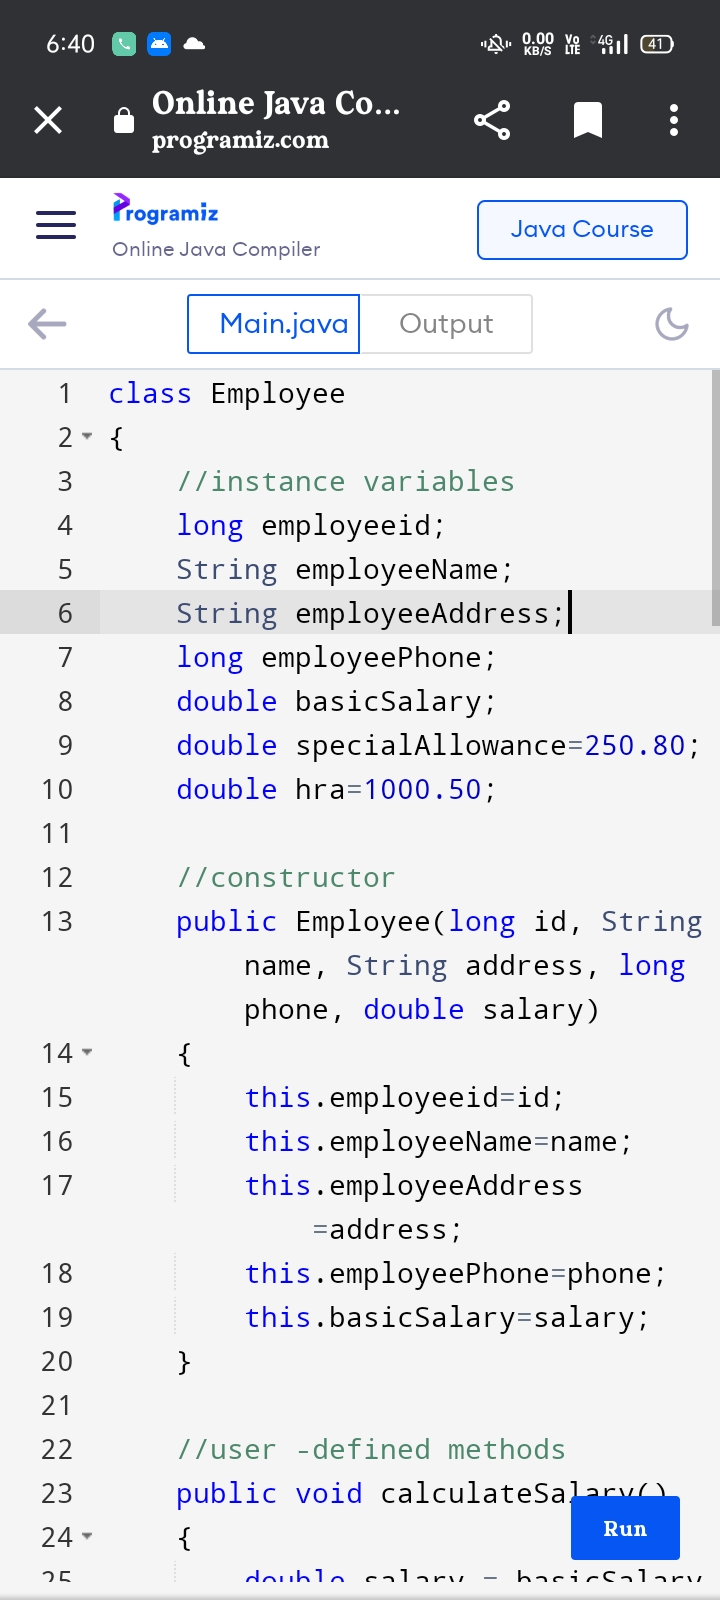 6:40 0.00 KB/S Vo LTE 4G 41
Online Java Co...
programiz.com
Programiz
Online Java Compiler
Java Course
Main.java Output
1 class Employee
2 {
3 //instance variables
4 long employeeid;
5 String employeeName;
6 String employeeAddress;
7 long employeePhone;
8 double basicSalary;
9 double specialAllowance=250.80;
10 double hra=1000.50;
11
12 //constructor
13 public Employee(long id, String
name, String address, long
phone, double salary)
14 {
15 this.employeeid=id;
16 this.employeeName=name;
17 this.employeeAddress
=address;
18 this.employeePhone=phone;
19 this.basicSalary=salary;
20 }
21
22 //user -defined methods
23 public void calculateSalary()
24 {
Run
25 double salary = basicSalary